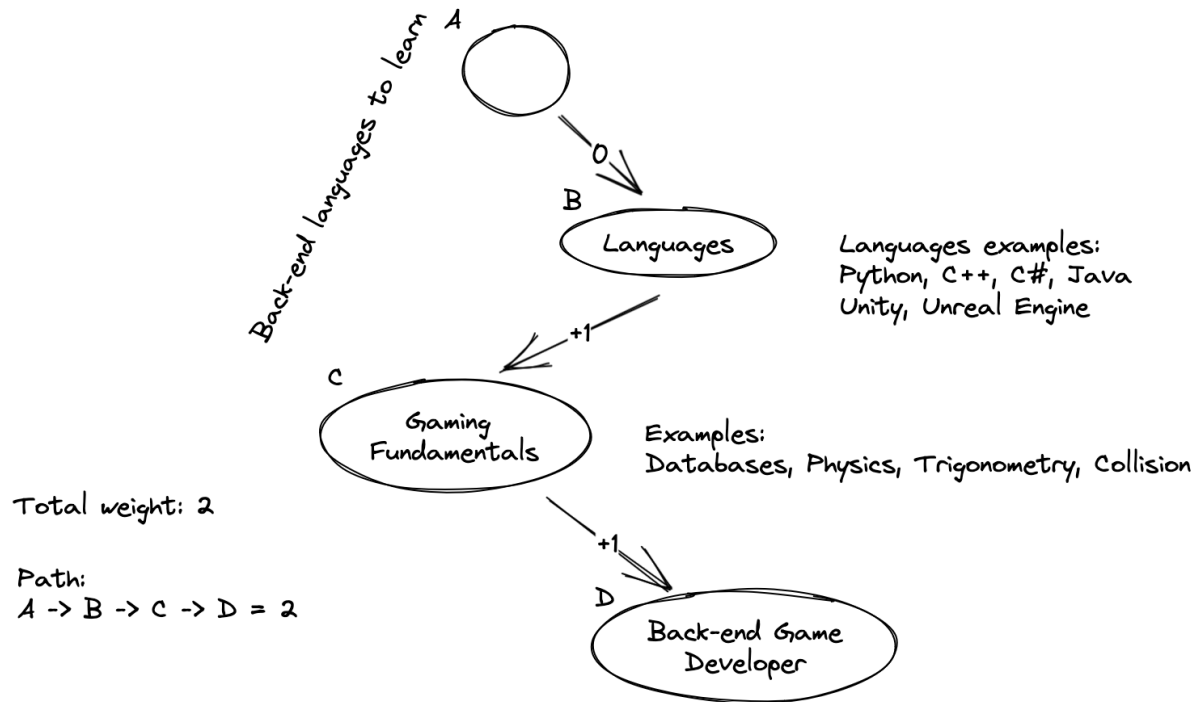 A
Back-end languages to learn
0
B
Languages
Languages examples:
Python, C++, C#, Java
Unity, Unreal Engine
+1
C
Gaming
Fundamentals
Examples:
Databases, Physics, Trigonometry, Collision
Total weight: 2
+1
Path:
A -> B -> C -> D = 2
D
Back-end Game
Developer